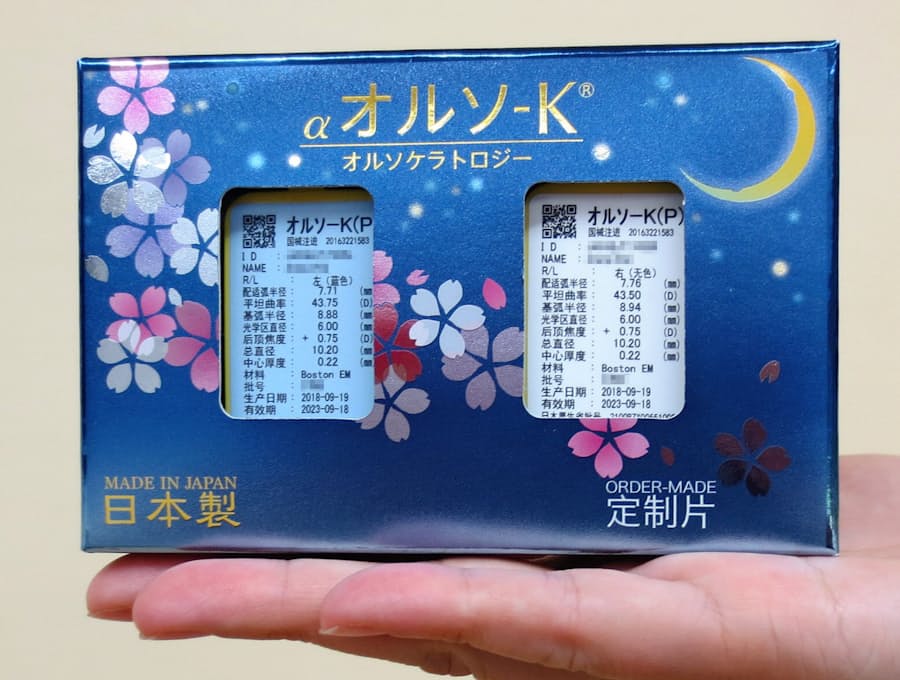 α オルソ-K®
オルソケラトロジー
オルソ-K(P
国械注进 20163221583
ID :
NAME :
R/L : 左(蓝色)
配适弧半径: 7.71 (㎜
平坦曲率: 43.75 (D)
基弧半径: 8.88 (㎜
光学区直径: 6.00 (㎜
后顶焦度: + 0.75 (D)
总直径: 10.20 (㎜
中心厚度: 0.22 (㎜
材料 : Boston EM
批号 :
生产日期: 2018-09-19
有效期 : 2023-09-18
オルソ-K(P)
国械注进 20163221583
ID :
NAME :
R/L : 右(无色)
配适弧半径: 7.76 (㎜
平坦曲率: 43.50 (D)
基弧半径: 8.94 (㎜)
光学区直径: 6.00 (㎜)
后顶焦度: + 0.75 (D)
总直径: 10.20 (㎜
中心厚度: 0.22 (㎜
材料 : Boston EM
批号 :
生产日期: 2018-09-19
有效期 : 2023-09-18
MADE IN JAPAN
日本製
ORDER-MADE
定制片